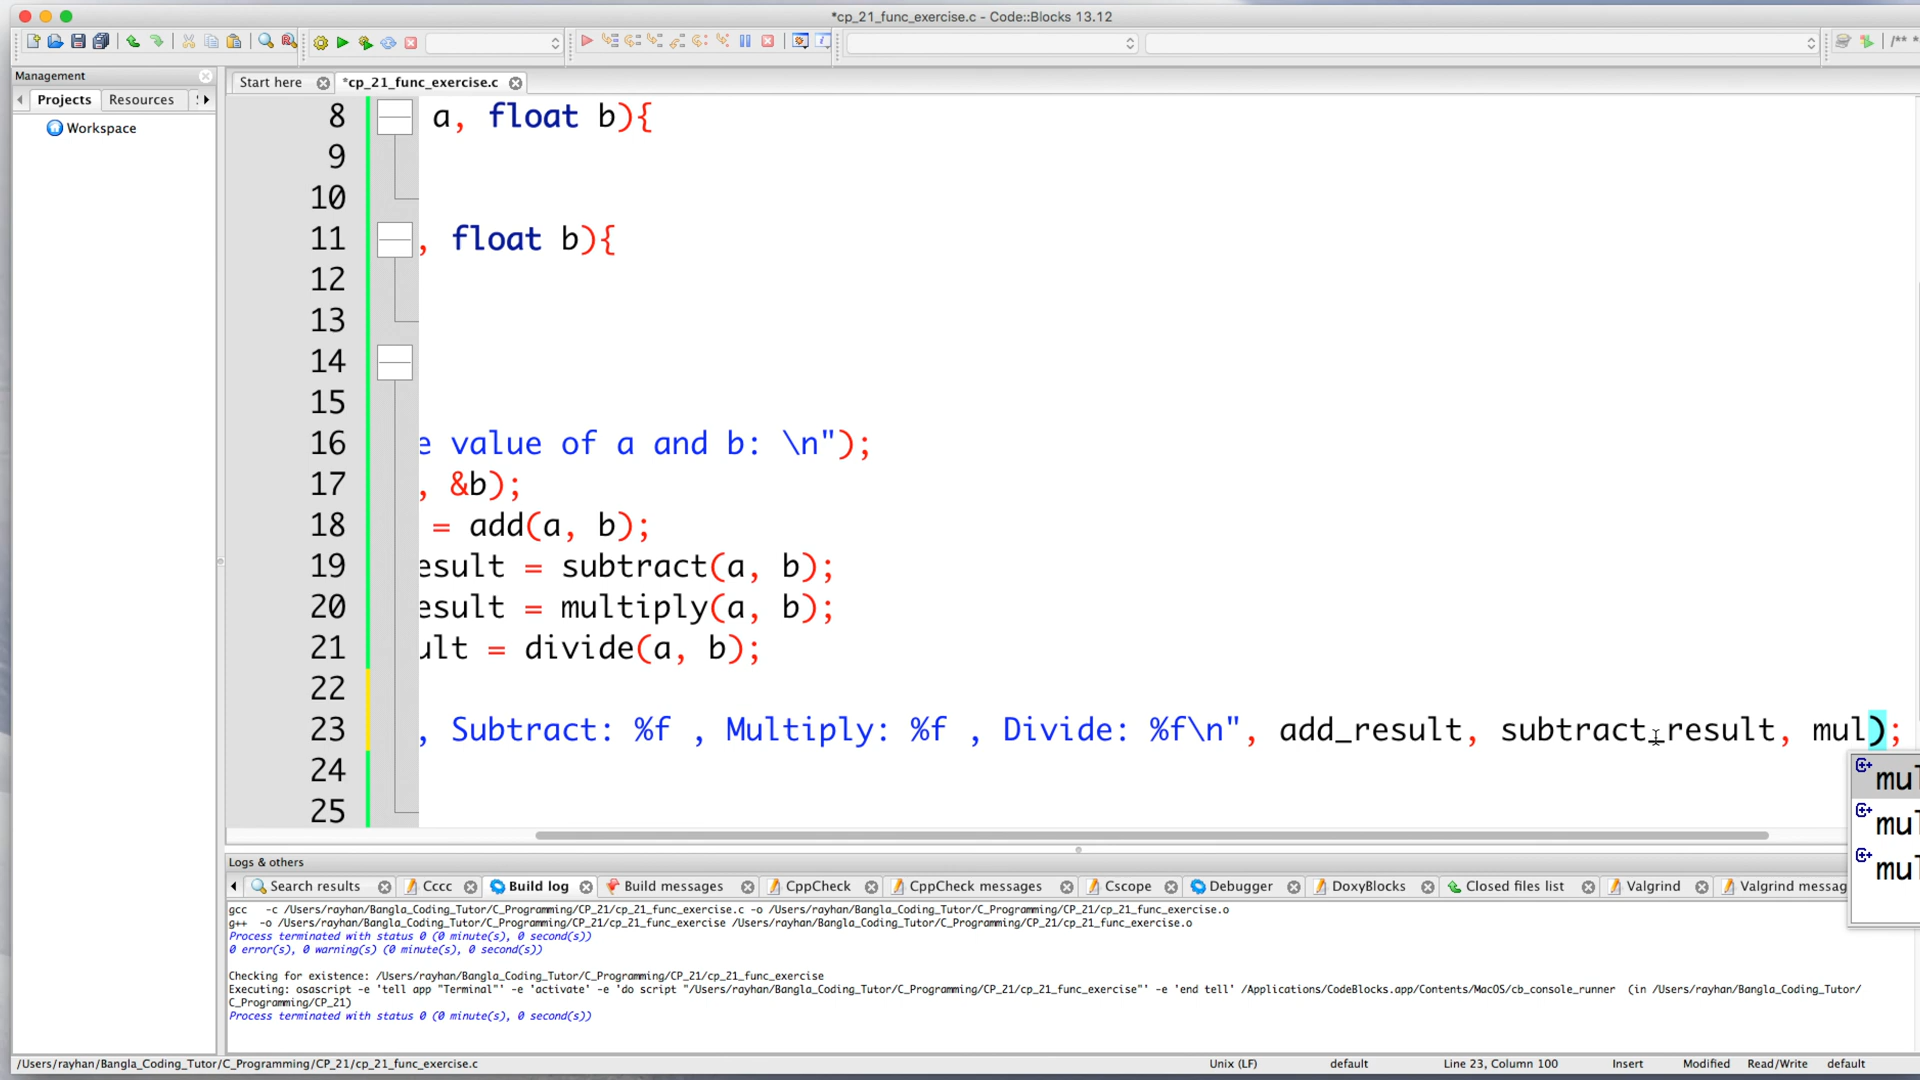 *cp_21_func_exercise.c - Code::Blocks 13.12
/** *
Management
Projects Resources
Workspace
Start here *cp_21_func_exercise.c
8 a, float b){
9
10
11 , float b){
12
13
14
15
16 e value of a and b: \n");
17 , &b);
18 = add(a, b);
19 esult = subtract(a, b);
20 esult = multiply(a, b);
21 ult = divide(a, b);
22
23 , Subtract: %f , Multiply: %f , Divide: %f\n", add_result, subtract_result, mul);
24
25
mul
mul
mul
Logs & others
Search results Cccc Build log Build messages CppCheck CppCheck messages Cscope Debugger DoxyBlocks Closed files list Valgrind Valgrind messag
gcc -c /Users/rayhan/Bangla_Coding_Tutor/C_Programming/CP_21/cp_21_func_exercise.c -o /Users/rayhan/Bangla_Coding_Tutor/C_Programming/CP_21/cp_21_func_exercise.o
g++ -o /Users/rayhan/Bangla_Coding_Tutor/C_Programming/CP_21/cp_21_func_exercise /Users/rayhan/Bangla_Coding_Tutor/C_Programming/CP_21/cp_21_func_exercise.o
Process terminated with status 0 (0 minute(s), 0 second(s))
0 error(s), 0 warning(s) (0 minute(s), 0 second(s))
Checking for existence: /Users/rayhan/Bangla_Coding_Tutor/C_Programming/CP_21/cp_21_func_exercise
Executing: osascript -e 'tell app "Terminal"' -e 'activate' -e 'do script "/Users/rayhan/Bangla_Coding_Tutor/C_Programming/CP_21/cp_21_func_exercise"' -e 'end tell' /Applications/CodeBlocks.app/Contents/MacOS/cb_console_runner (in /Users/rayhan/Bangla_Coding_Tutor/
C_Programming/CP_21)
Process terminated with status 0 (0 minute(s), 0 second(s))
/Users/rayhan/Bangla_Coding_Tutor/C_Programming/CP_21/cp_21_func_exercise.c Unix (LF) default Line 23, Column 100 Insert Modified Read/Write default